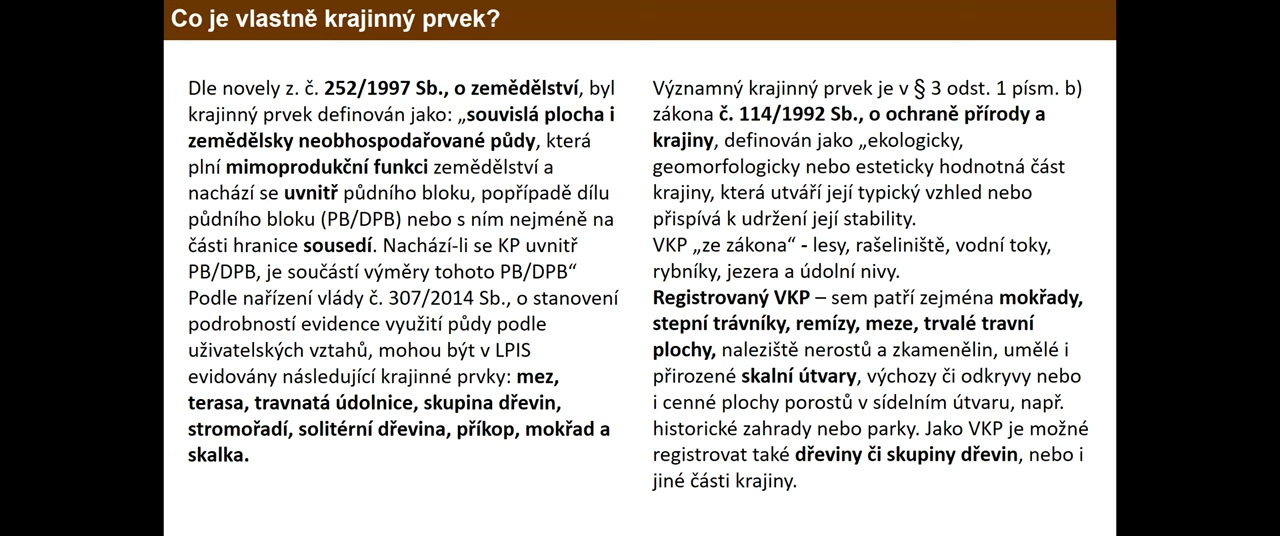 Co je vlastně krajinný prvek?
Dle novely z. č. 252/1997 Sb., o zemědělství, byl
krajinný prvek definován jako: „souvislá plocha i
zemědělsky neobhospodařované půdy, která
plní mimoprodukční funkci zemědělství a
nachází se uvnitř půdního bloku, popřípadě dílu
půdního bloku (PB/DPB) nebo s ním nejméně na
části hranice sousedí. Nachází-li se KP uvnitř
PB/DPB, je součástí výměry tohoto PB/DPB“
Podle nařízení vlády č. 307/2014 Sb., o stanovení
podrobností evidence využití půdy podle
uživatelských vztahů, mohou být v LPIS
evidovány následující krajinné prvky: mez,
terasa, travnatá údolnice, skupina dřevin,
stromořadí, solitérní dřevina, příkop, mokřad a
skalka.
Významný krajinný prvek je v § 3 odst. 1 písm. b)
zákona č. 114/1992 Sb., o ochraně přírody a
krajiny, definován jako „ekologicky,
geomorfologicky nebo esteticky hodnotná část
krajiny, která utváří její typický vzhled nebo
přispívá k udržení její stability.
VKP „ze zákona“ - lesy, rašeliniště, vodní toky,
rybníky, jezera a údolní nivy.
Registrovaný VKP – sem patří zejména mokřady,
stepní trávníky, remízy, meze, trvalé travní
plochy, naleziště nerostů a zkamenělin, umělé i
přirozené skalní útvary, výchozy či odkryvy nebo
i cenné plochy porostů v sídelním útvaru, např.
historické zahrady nebo parky. Jako VKP je možné
registrovat také dřeviny či skupiny dřevin, nebo i
jiné části krajiny.